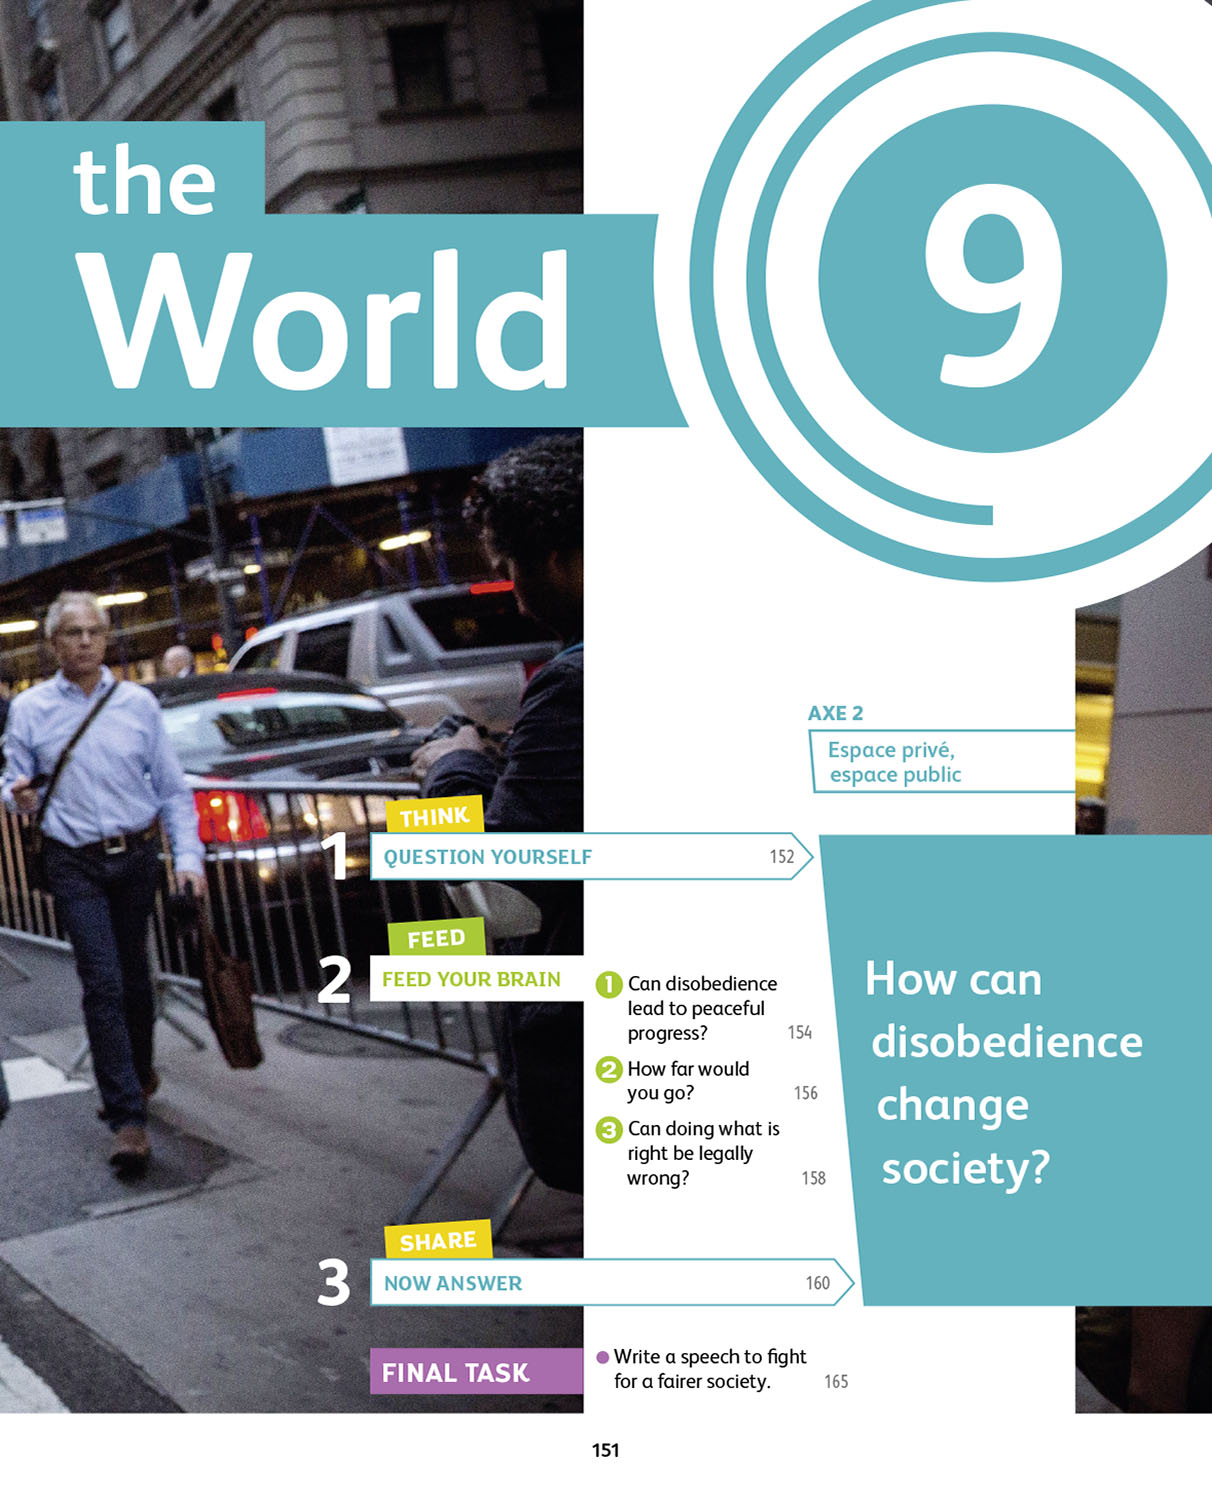 the
World
9
AXE 2
Espace privé,
espace public
1
THINK
QUESTION YOURSELF 152
2
FEED
FEED YOUR BRAIN
1 Can disobedience
lead to peaceful
progress? 154
2 How far would
you go? 156
3 Can doing what is
right be legally
wrong? 158
How can
disobedience
change
society?
3
SHARE
NOW ANSWER 160
FINAL TASK
Write a speech to fight
for a fairer society. 165
151